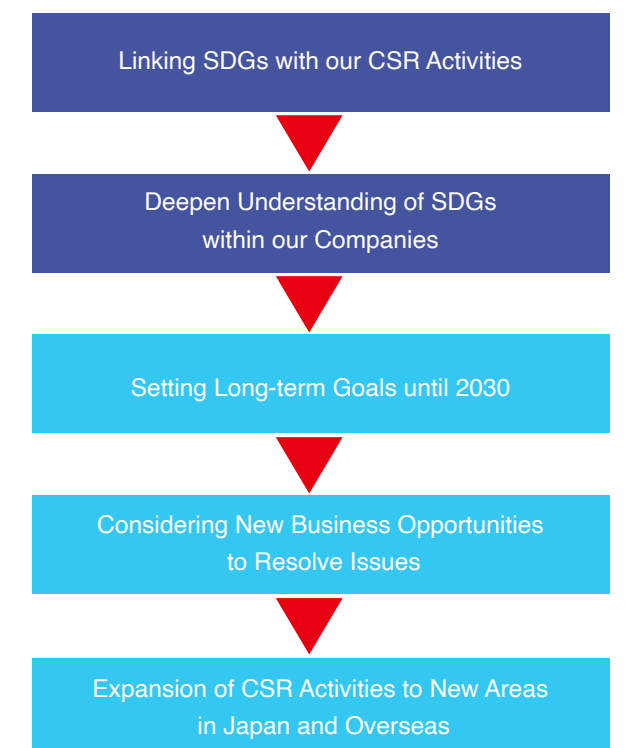 Linking SDGs with our CSR Activities
Deepen Understanding of SDGs
within our Companies
Setting Long-term Goals until 2030
Considering New Business Opportunities
to Resolve Issues
Expansion of CSR Activities to New Areas
in Japan and Overseas